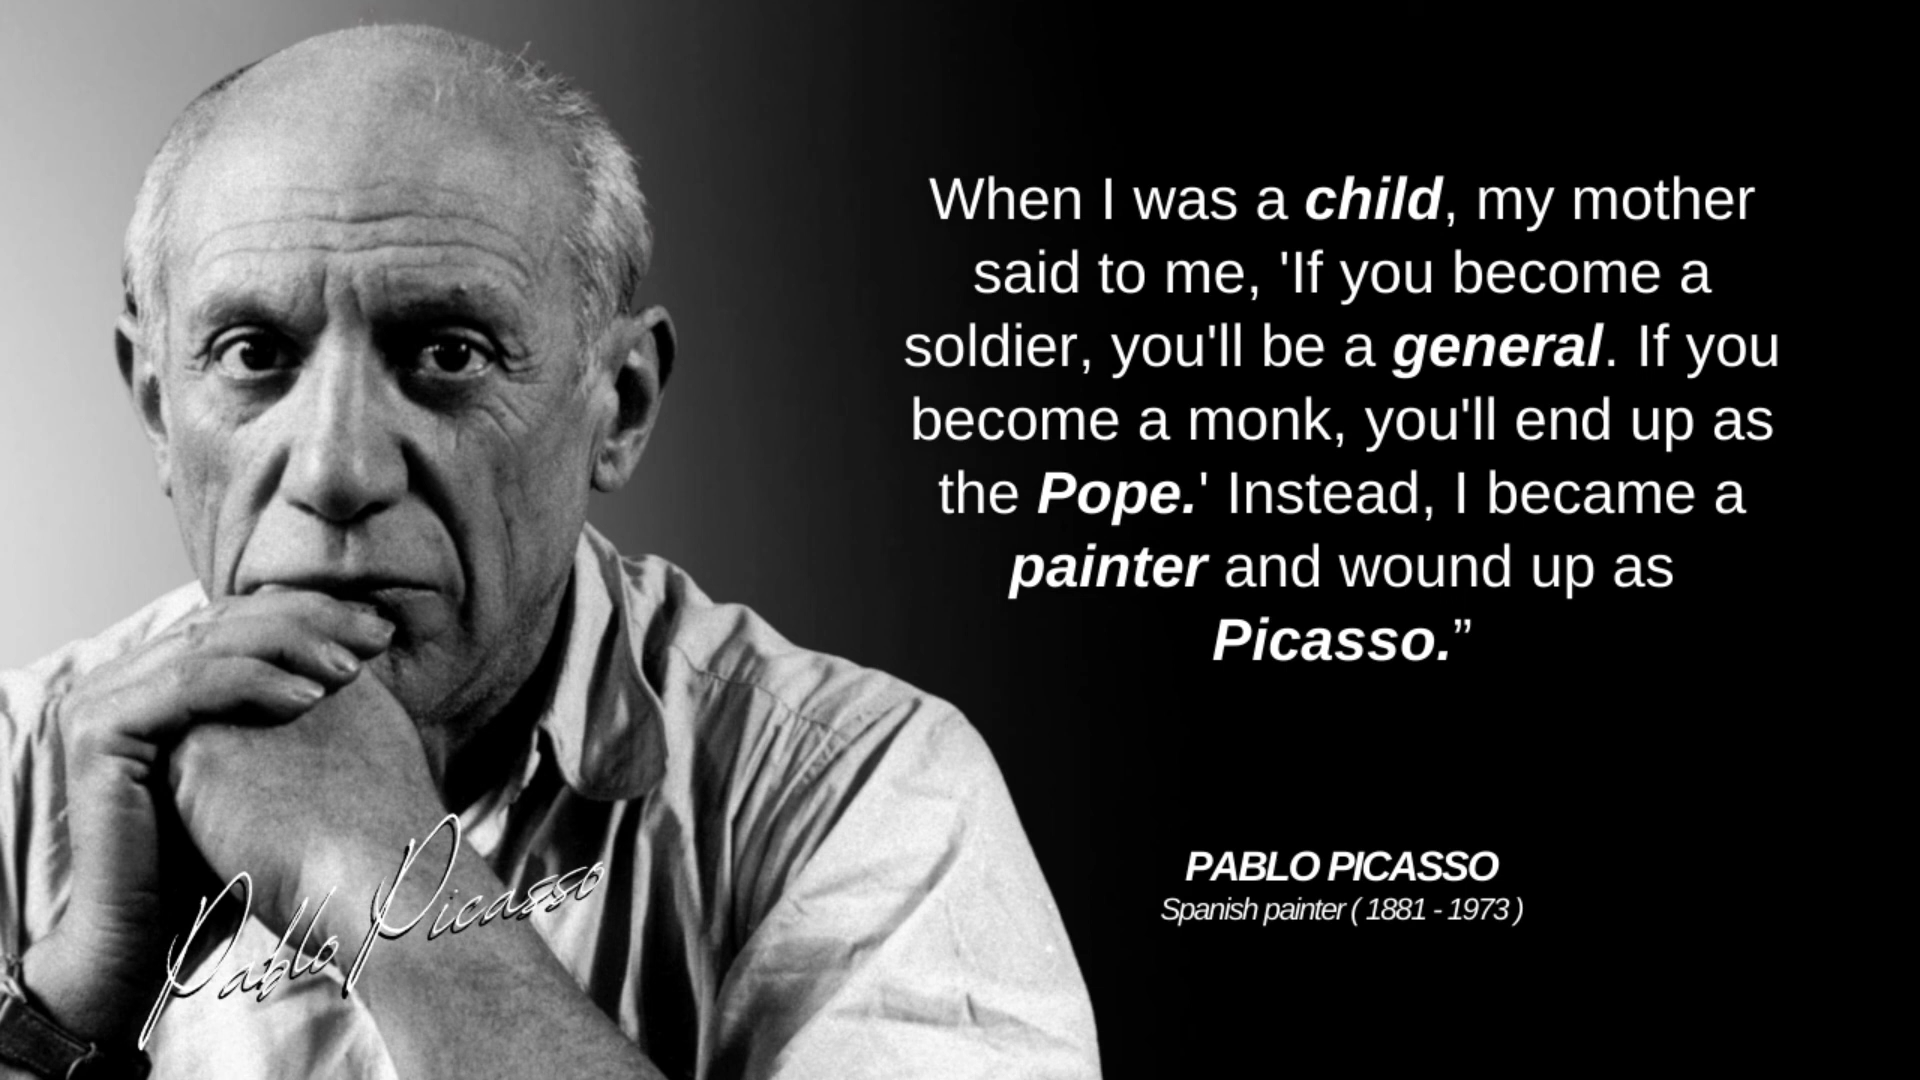 When I was a child, my mother
said to me, 'If you become a
soldier, you'll be a general. If you
become a monk, you'll end up as
the Pope.' Instead, I became a
painter and wound up as
Picasso.”
PABLO PICASSO
Spanish painter ( 1881 - 1973 )
Pablo Picasso